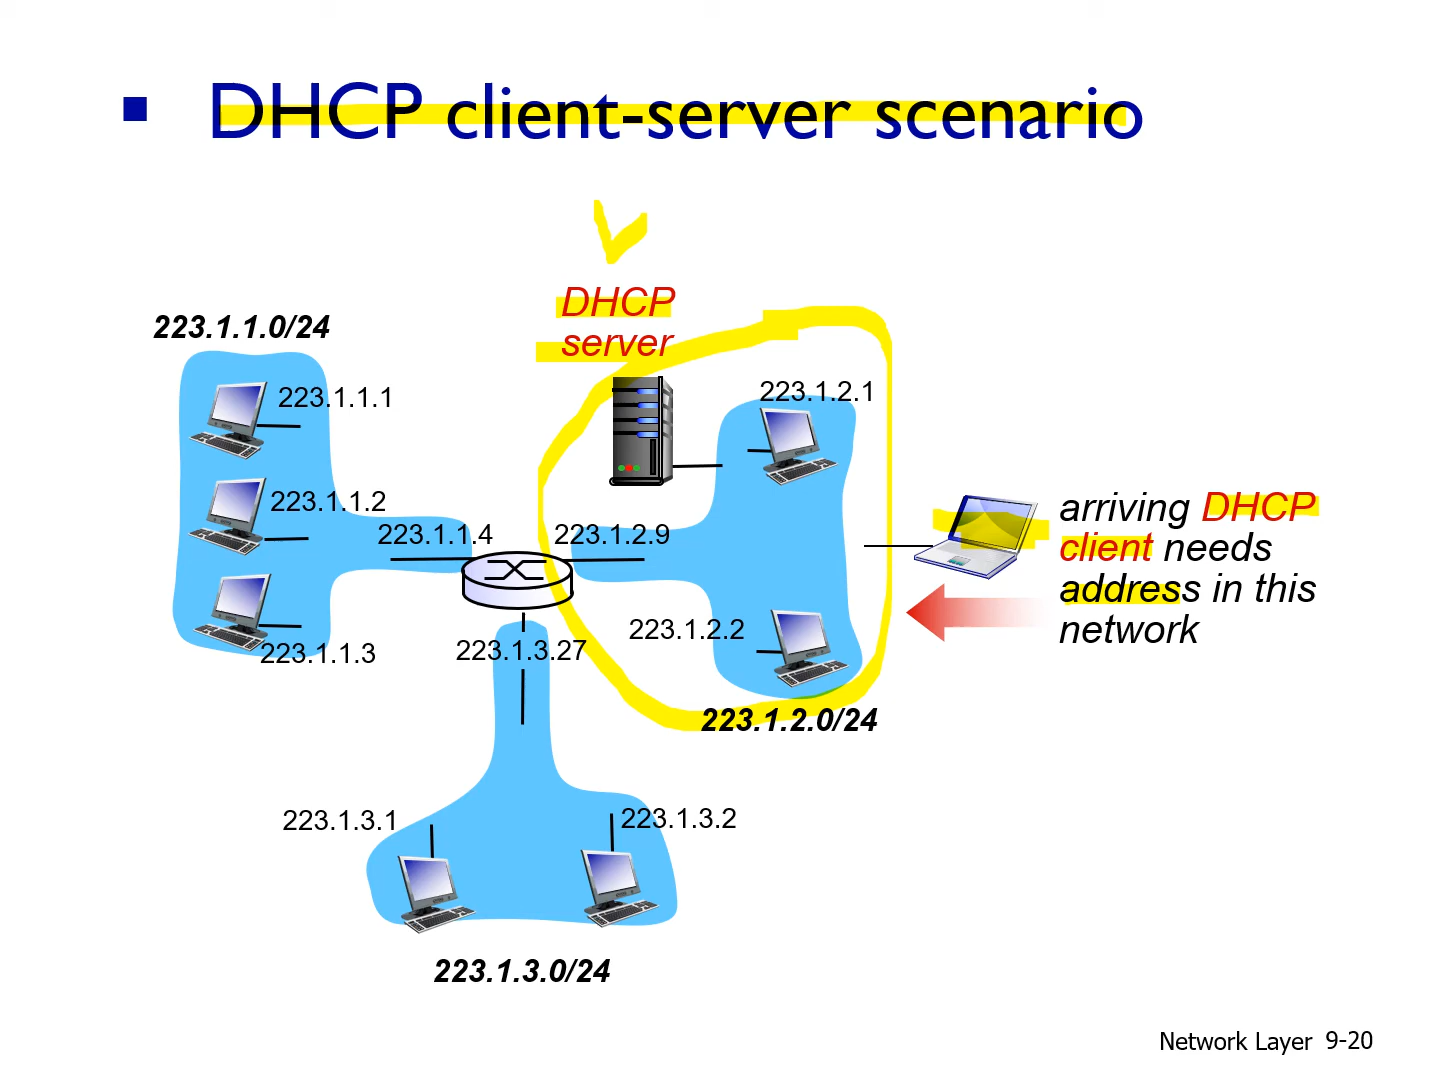 ▪ DHCP client-server scenario
DHCP
server
223.1.1.0/24
223.1.1.1
223.1.2.1
223.1.1.2
223.1.1.4
223.1.2.9
arriving DHCP
client needs
address in this
network
223.1.1.3
223.1.3.27
223.1.2.2
223.1.2.0/24
223.1.3.1
223.1.3.2
223.1.3.0/24
Network Layer 9-20